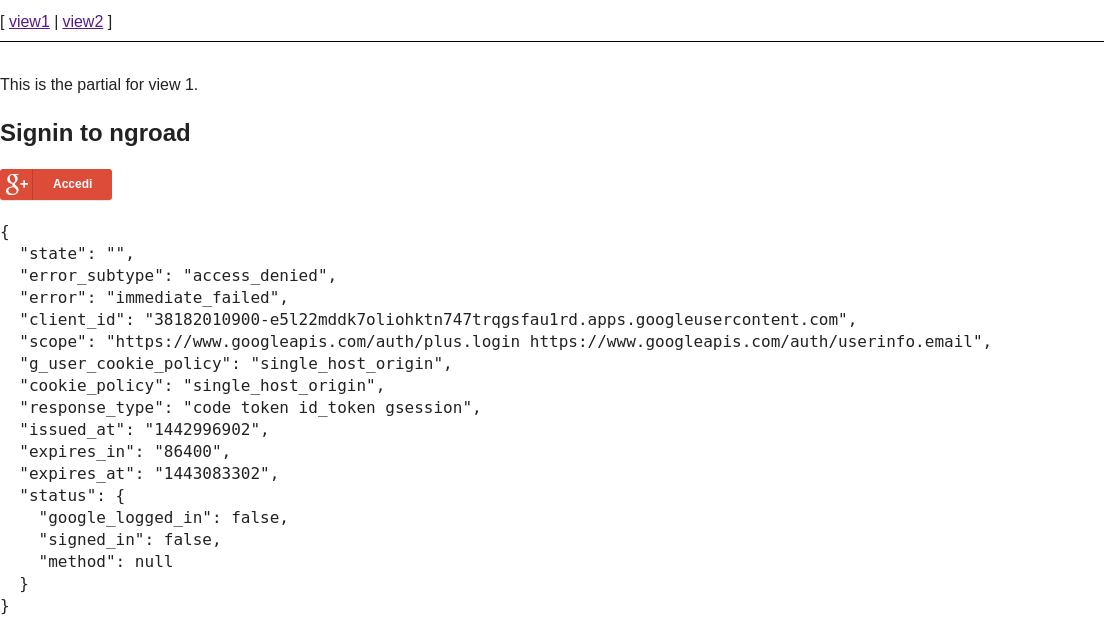 [ view1 | view2 ]
This is the partial for view 1.
Signin to ngroad
g+ Accedi
{
  "state": "",
  "error_subtype": "access_denied",
  "error": "immediate_failed",
  "client_id": "38182010900-e5l22mddk7oliohktn747trqgsfau1rd.apps.googleusercontent.com",
  "scope": "https://www.googleapis.com/auth/plus.login https://www.googleapis.com/auth/userinfo.email",
  "g_user_cookie_policy": "single_host_origin",
  "cookie_policy": "single_host_origin",
  "response_type": "code token id_token gsession",
  "issued_at": "1442996902",
  "expires_in": "86400",
  "expires_at": "1443083302",
  "status": {
    "google_logged_in": false,
    "signed_in": false,
    "method": null
  }
}